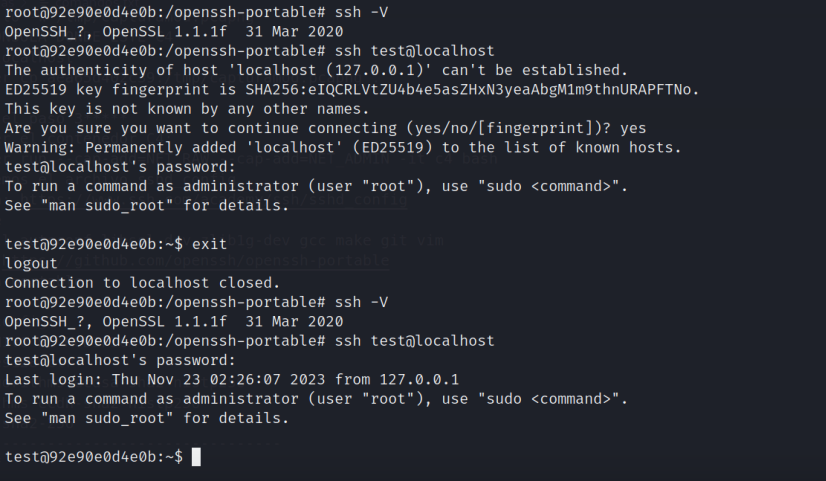 root@92e90e0d4e0b:/openssh-portable# ssh -V
OpenSSH_?, OpenSSL 1.1.1f  31 Mar 2020
root@92e90e0d4e0b:/openssh-portable# ssh test@localhost
The authenticity of host 'localhost (127.0.0.1)' can't be established.
ED25519 key fingerprint is SHA256:eIQCRLVtZU4b4e5asZHxN3yeaAbgM1m9thnURAPFTNo.
This key is not known by any other names.
Are you sure you want to continue connecting (yes/no/[fingerprint])? yes
Warning: Permanently added 'localhost' (ED25519) to the list of known hosts.
test@localhost's password:
To run a command as administrator (user "root"), use "sudo <command>".
See "man sudo_root" for details.
test@92e90e0d4e0b:~$ exit
logout
Connection to localhost closed.
root@92e90e0d4e0b:/openssh-portable# ssh -V
OpenSSH_?, OpenSSL 1.1.1f  31 Mar 2020
root@92e90e0d4e0b:/openssh-portable# ssh test@localhost
test@localhost's password:
Last login: Thu Nov 23 02:26:07 2023 from 127.0.0.1
To run a command as administrator (user "root"), use "sudo <command>".
See "man sudo_root" for details.
test@92e90e0d4e0b:~$